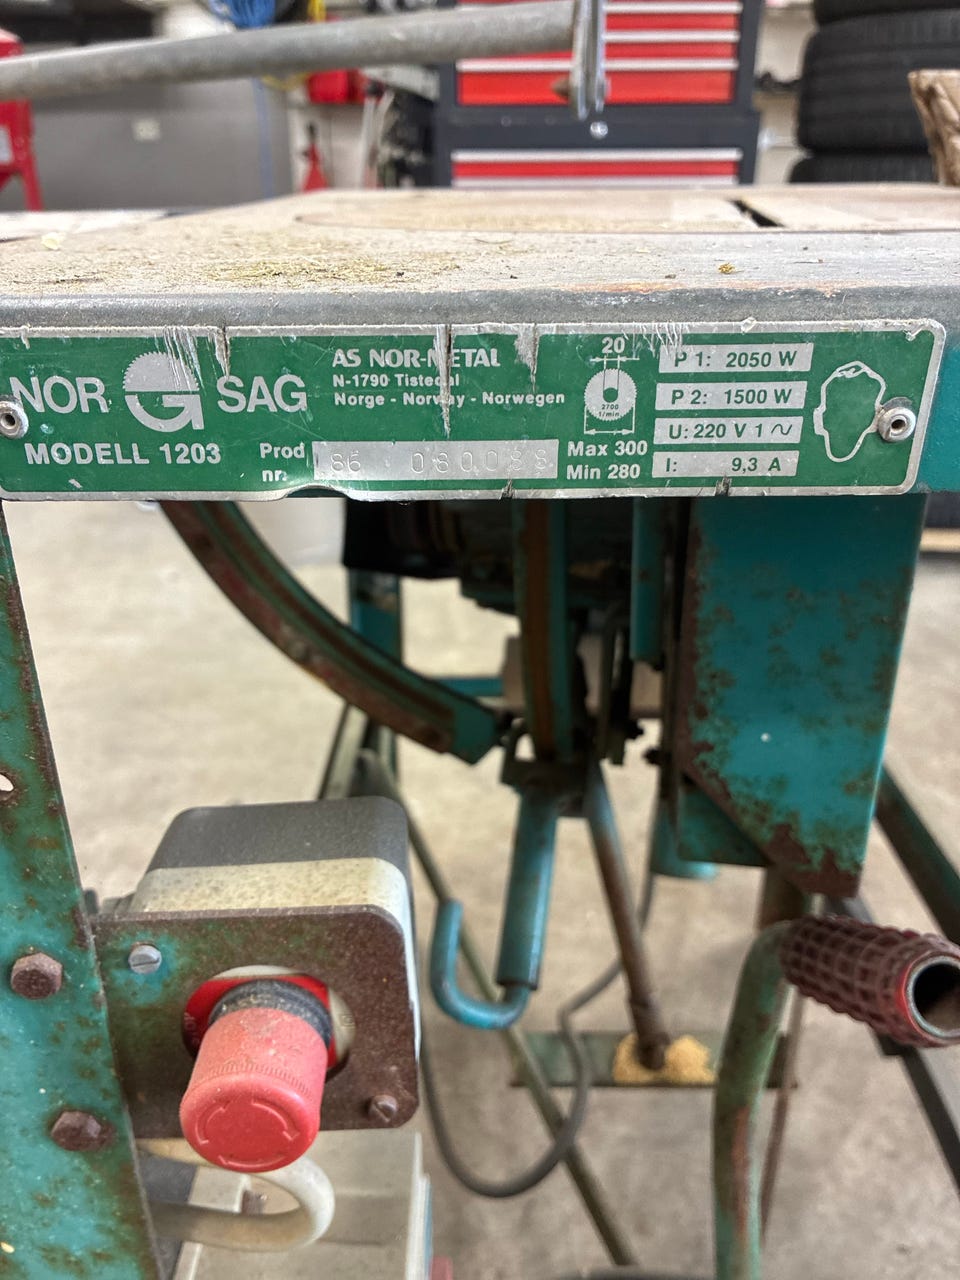 NOR SAG
MODELL 1203
AS NOR-METAL
N-1790 Tistedal
Norge - Norway - Norwegen
Prod
nr.
86
20
2700
1/min
Max 300
Min 280
P 1: 2050 W
P 2: 1500 W
U: 220 V 1 ~
I: 9,3 A